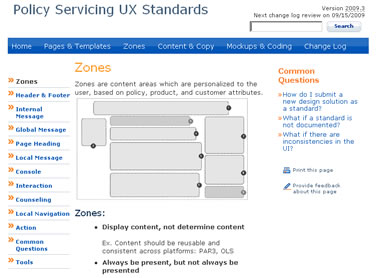 Policy Servicing UX Standards
Version 2009.3
Next change log review on 09/15/2009
Search
Home
Pages & Templates
Zones
Content & Copy
Mockups & Coding
Change Log
Zones
Header & Footer
Internal Message
Global Message
Page Heading
Local Message
Console
Interaction
Counseling
Local Navigation
Action
Common Questions
Tools
Zones
Zones are content areas which are personalized to the
user, based on policy, product, and customer attributes.
Zones:
Display content, not determine content
Ex. Content should be reusable and
consistent across platforms: PAR3, OLS
Always be present, but not always be
presented
Common
Questions
How do I submit a
new design solution as
a standard?
What if a standard is
not documented?
What if there are
inconsistencies in the
UI?
Print this page
Provide feedback
about this page